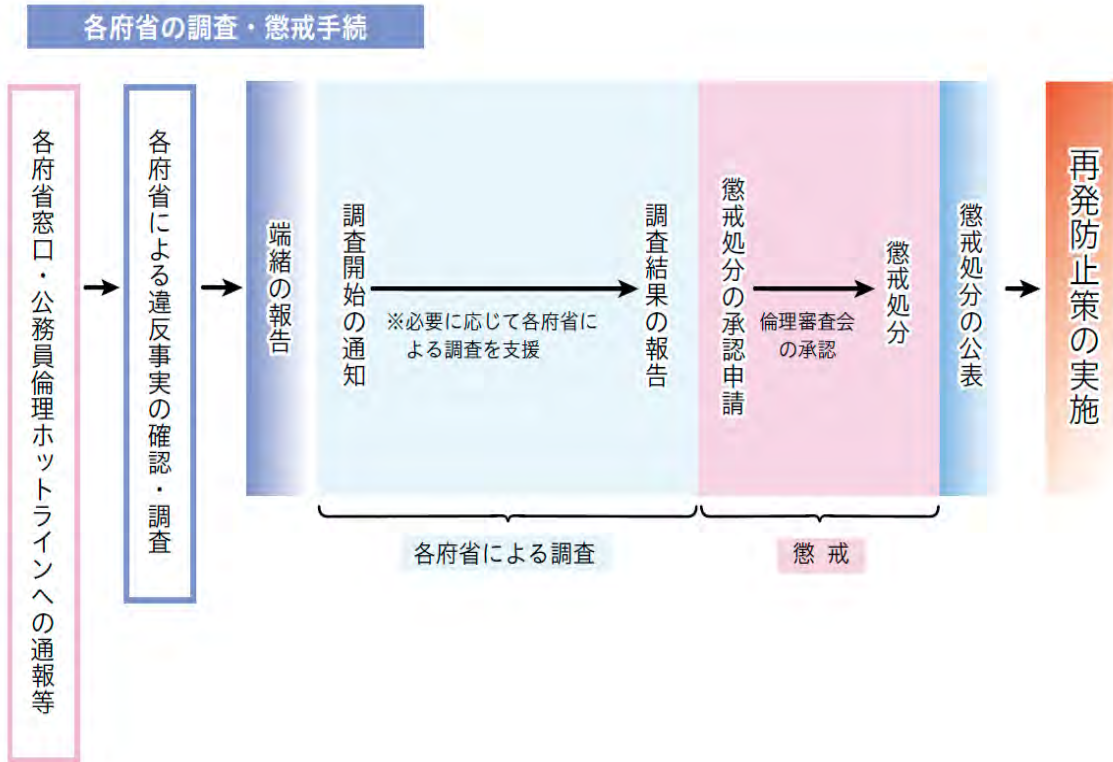 各府省の調査・懲戒手続
各府省窓口・公務員倫理ホットラインへの通報等
各府省による違反事実の確認・調査
端緒の報告
調査開始の通知
※必要に応じて各府省に
よる調査を支援
調査結果の報告
懲戒処分の承認申請
倫理審査会
の承認
懲戒処分
懲戒処分の公表
再発防止策の実施
各府省による調査
懲 戒